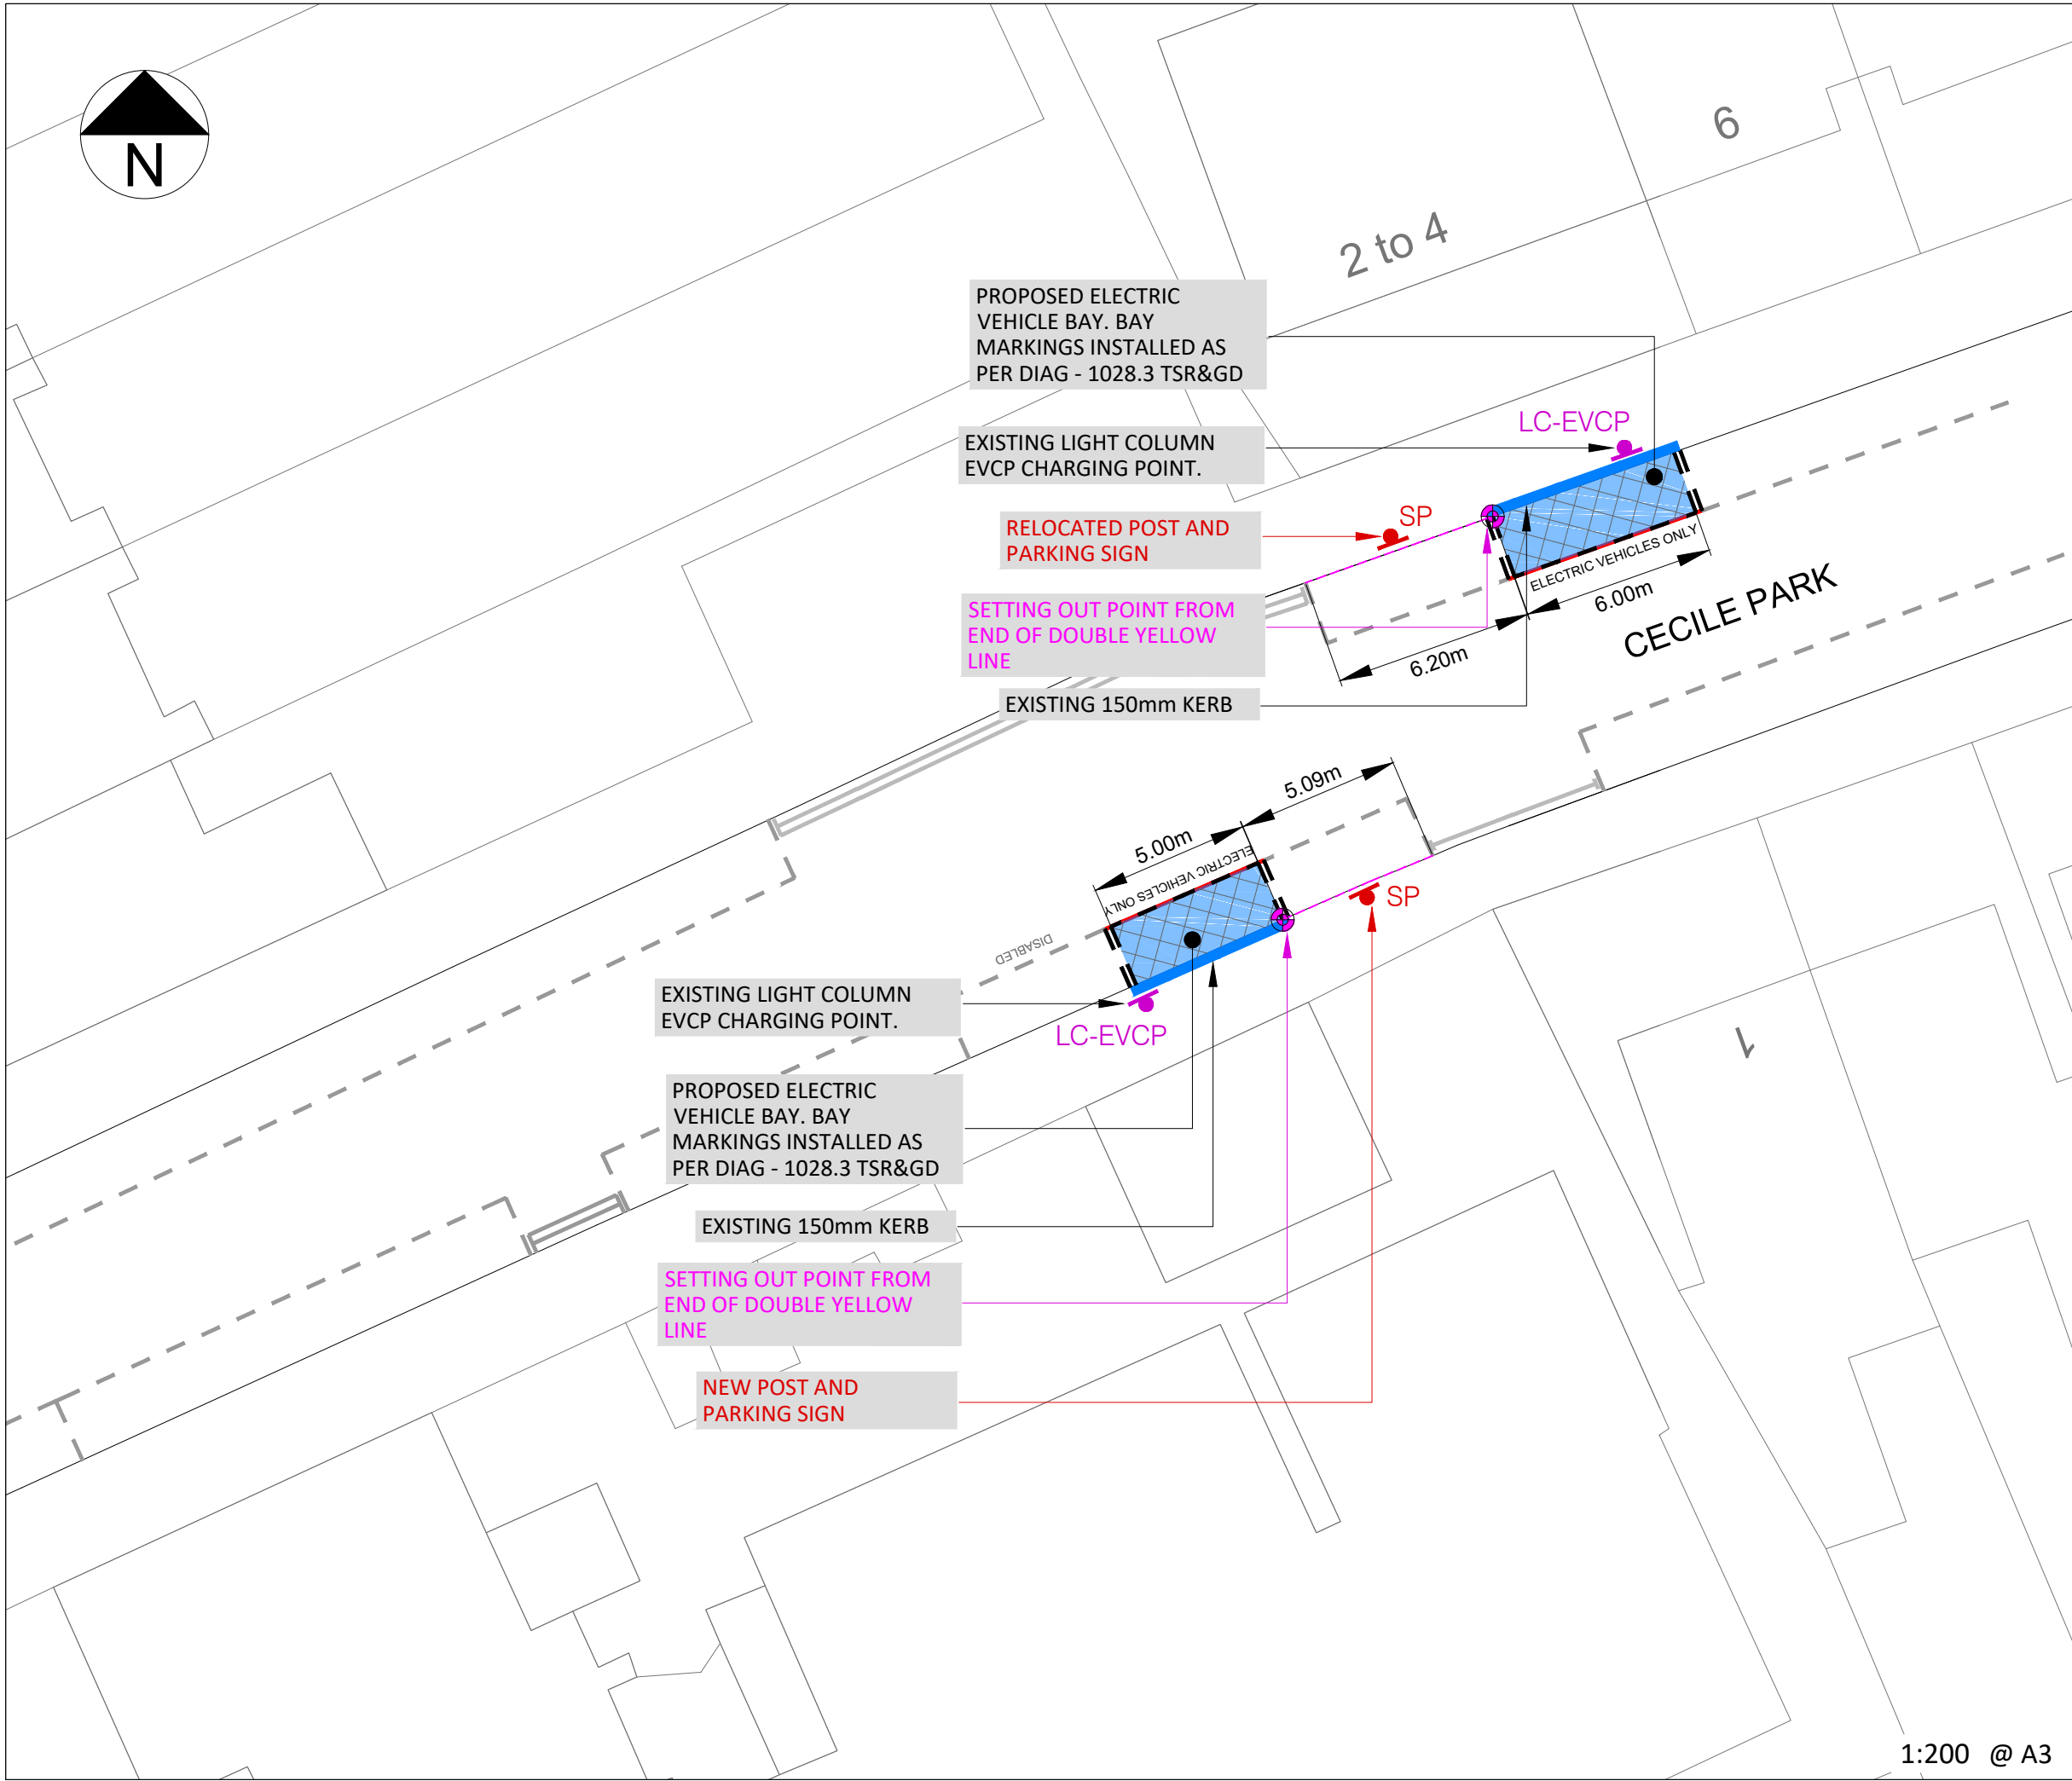 N
6
2 to 4
PROPOSED ELECTRIC
VEHICLE BAY. BAY
MARKINGS INSTALLED AS
PER DIAG - 1028.3 TSR&GD
LC-EVCP
EXISTING LIGHT COLUMN
EVCP CHARGING POINT.
SP
RELOCATED POST AND
PARKING SIGN
ELECTRIC VEHICLES ONLY
6.00m
CECILE PARK
SETTING OUT POINT FROM
END OF DOUBLE YELLOW
LINE
6.20m
EXISTING 150mm KERB
5.09m
5.00m
ELECTRIC VEHICLES ONLY
SP
DISABLED
EXISTING LIGHT COLUMN
EVCP CHARGING POINT.
LC-EVCP
1
PROPOSED ELECTRIC
VEHICLE BAY. BAY
MARKINGS INSTALLED AS
PER DIAG - 1028.3 TSR&GD
EXISTING 150mm KERB
SETTING OUT POINT FROM
END OF DOUBLE YELLOW
LINE
NEW POST AND
PARKING SIGN
1:200 @ A3